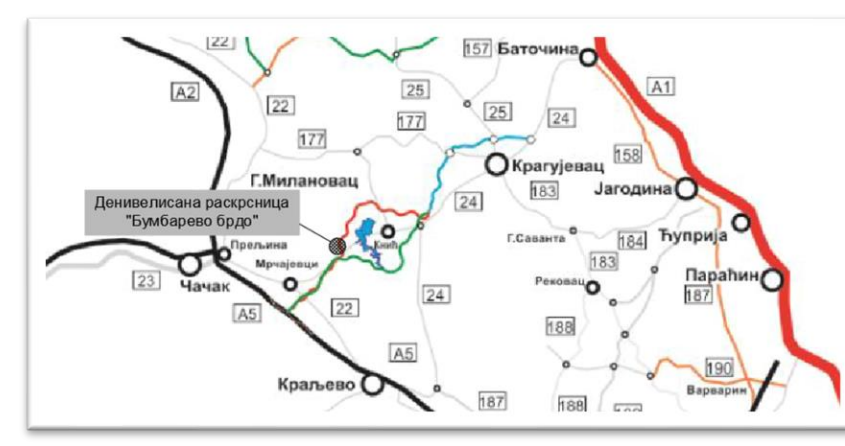 22
157
Баточина
A1
A2
25
22
25
24
177
177
158
Крагујевац
Г.Милановац
183
Јагодина
Денивелисана раскрсница
"Бумбарево брдо"
24
Ћуприја
Прељина
Кнић
Г.Саванта
184
Мрчајевци
183
23
Чачак
Рековац
Параћин
24
187
22
A5
188
A5
190
Краљево
Варварин
187
188